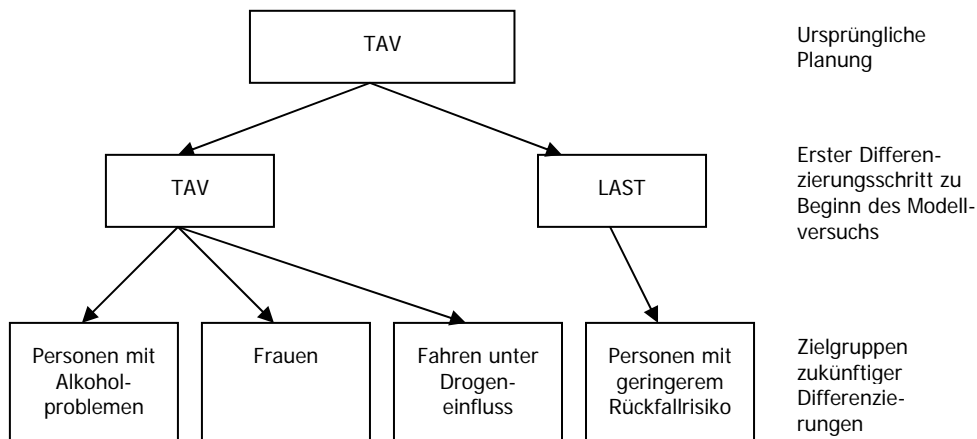 TAV
Ursprüngliche
Planung
TAV
LAST
Erster Differen-
zierungsschritt zu
Beginn des Modell-
versuchs
Personen mit
Alkohol-
problemen
Frauen
Fahren unter
Drogen-
einfluss
Personen mit
geringerem
Rückfallrisiko
Zielgruppen
zukünftiger
Differenzie-
rungen